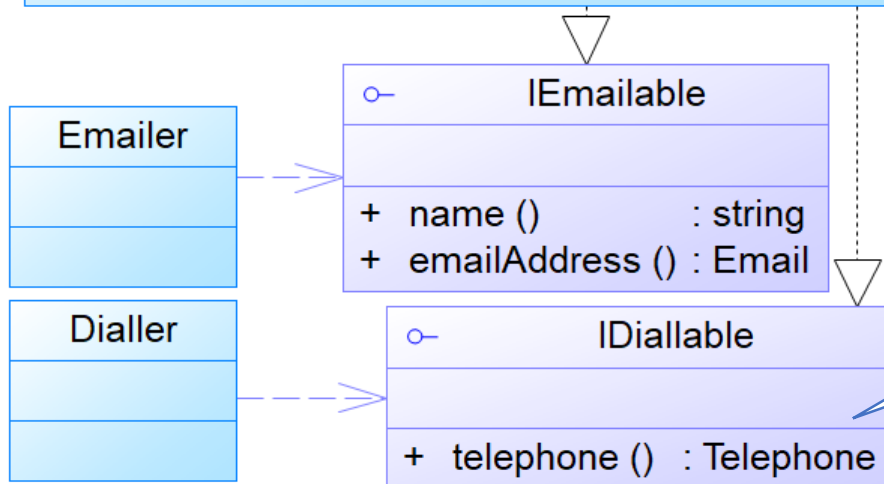 IEmailable
Emailer
+ name () : string
+ emailAddress () : Email
Dialler
IDiallable
+ telephone () : Telephone